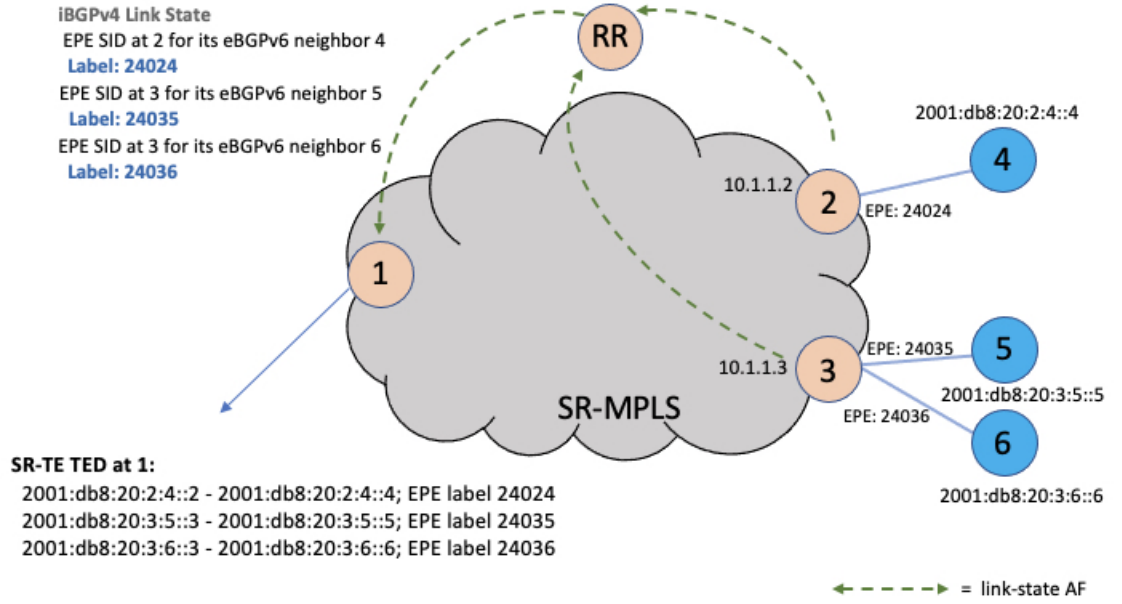 iBGPv4 Link State
EPE SID at 2 for its eBGPv6 neighbor 4
Label: 24024
EPE SID at 3 for its eBGPv6 neighbor 5
Label: 24035
EPE SID at 3 for its eBGPv6 neighbor 6
Label: 24036
RR
2001:db8:20:2:4::4
4
10.1.1.2
2
EPE: 24024
1
EPE: 24035
5
10.1.1.3
3
2001:db8:20:3:5::5
EPE: 24036
6
SR-MPLS
2001:db8:20:3:6::6
SR-TE TED at 1:
2001:db8:20:2:4::2 - 2001:db8:20:2:4::4; EPE label 24024
2001:db8:20:3:5::3 - 2001:db8:20:3:5::5; EPE label 24035
2001:db8:20:3:6::3 - 2001:db8:20:3:6::6; EPE label 24036
= link-state AF